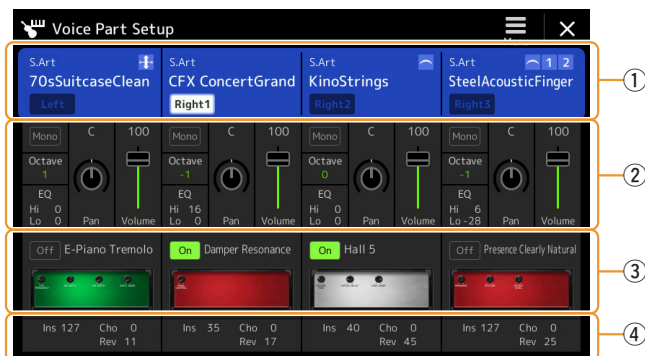 Voice Part Setup
S.Art S.Art S.Art S.Art 1 2
70sSuitcaseClean CFX ConcertGrand KinoStrings SteelAcousticFinger
Left Right1 Right2 Right3
①
Mono C 100 Mono C 100 Mono C 100 Mono C 100
Octave Octave Octave Octave
1 -1 0 -1
②
EQ EQ EQ EQ
Hi 0 Hi 16 Hi 0 Hi 6
Lo 0 Pan Volume Lo 0 Pan Volume Lo 0 Pan Volume Lo -28 Pan Volume
Off E-Piano Tremolo On Damper Resonance On Hall 5 Off Presence Clearly Natural
③
Ins 127 Cho 0 Ins 35 Cho 0 Ins 40 Cho 0 Ins 127 Cho 0
Rev 11 Rev 17 Rev 45 Rev 25
④